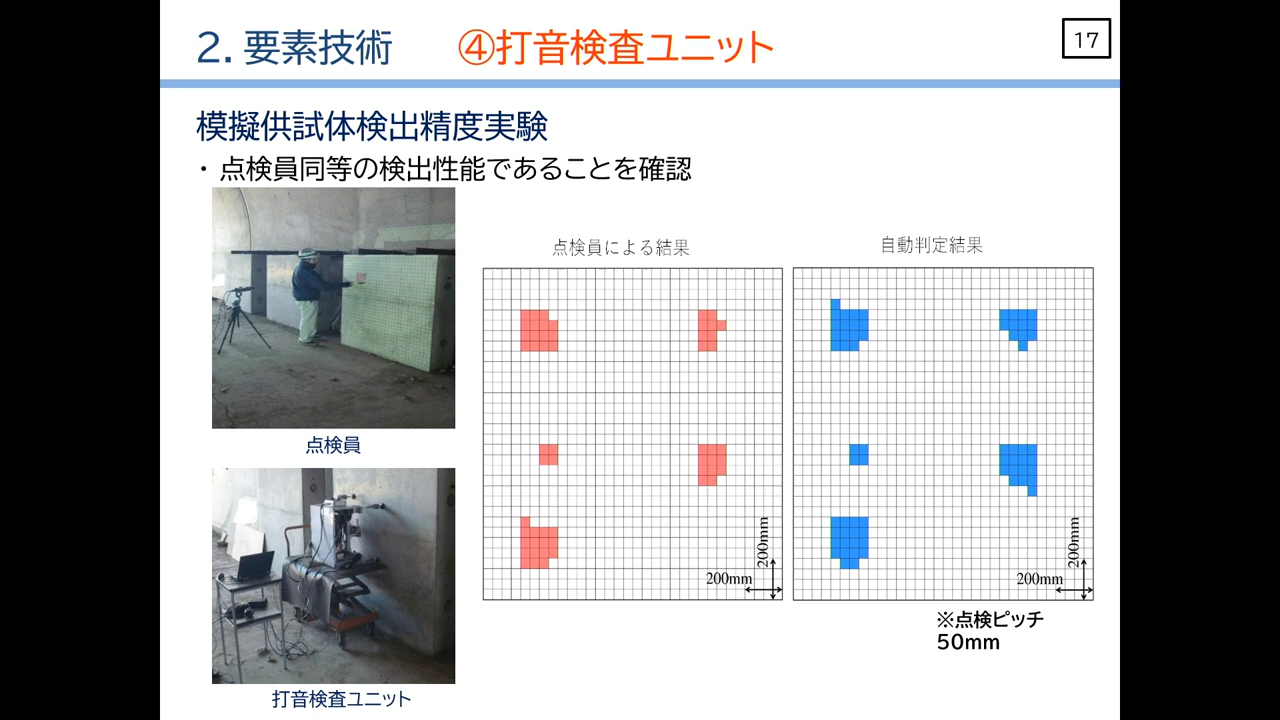 2. 要素技術 ④打音検査ユニット
17
模擬供試体検出精度実験
・点検員同等の検出性能であることを確認
点検員
打音検査ユニット
点検員による結果
200mm
200mm
自動判定結果
200mm
200mm
※点検ピッチ
50mm